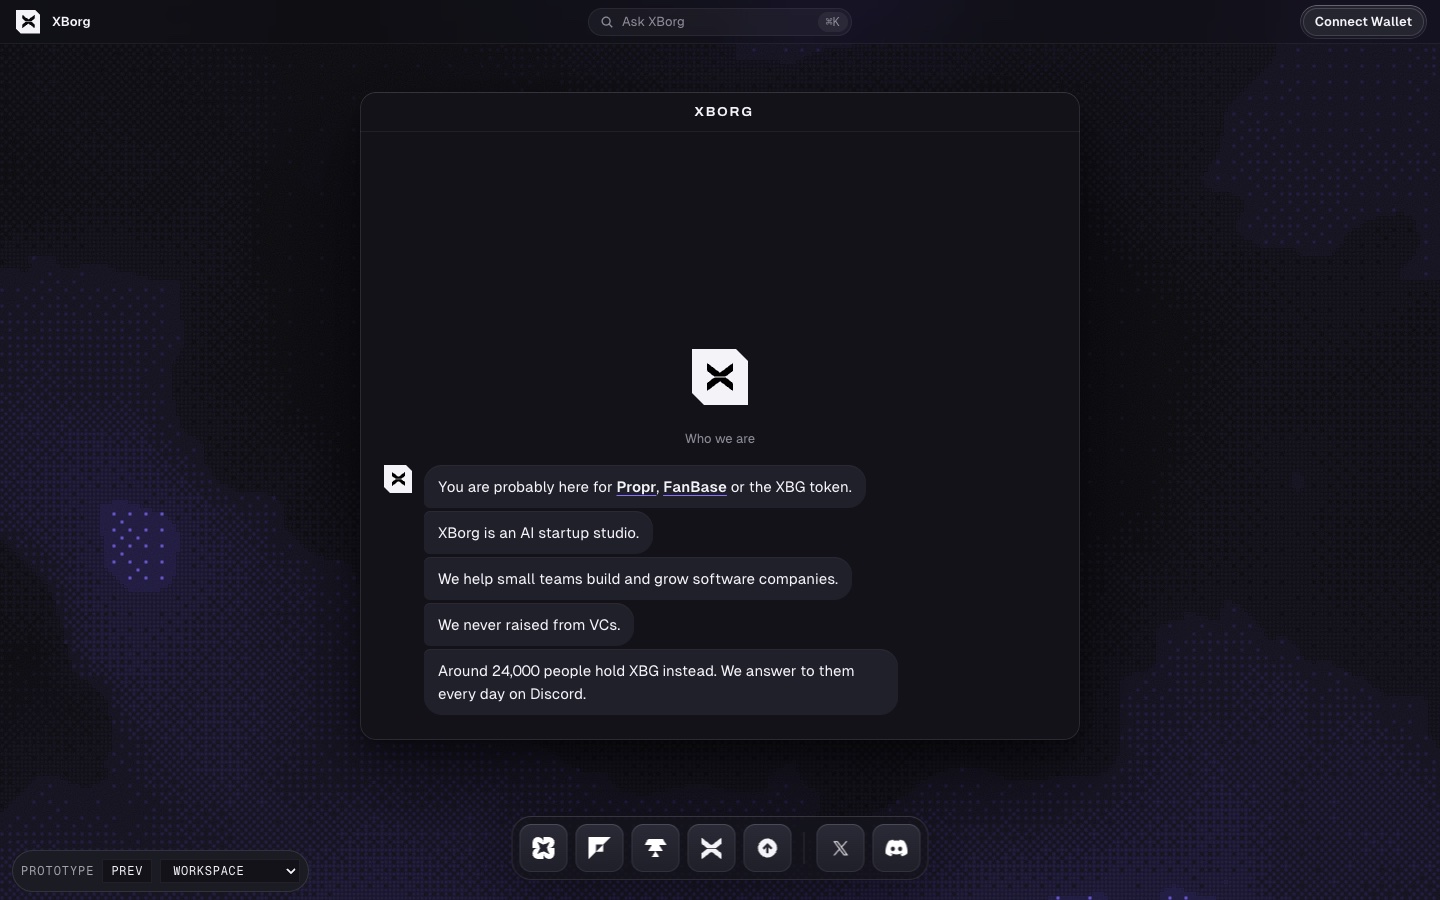 XBorg
Ask XBorg
⌘K
Connect Wallet
XBORG
Who we are
You are probably here for Propr, FanBase or the XBG token.
XBorg is an AI startup studio.
We help small teams build and grow software companies.
We never raised from VCs.
Around 24,000 people hold XBG instead. We answer to them
every day on Discord.
PROTOTYPE
PREV
WORKSPACE